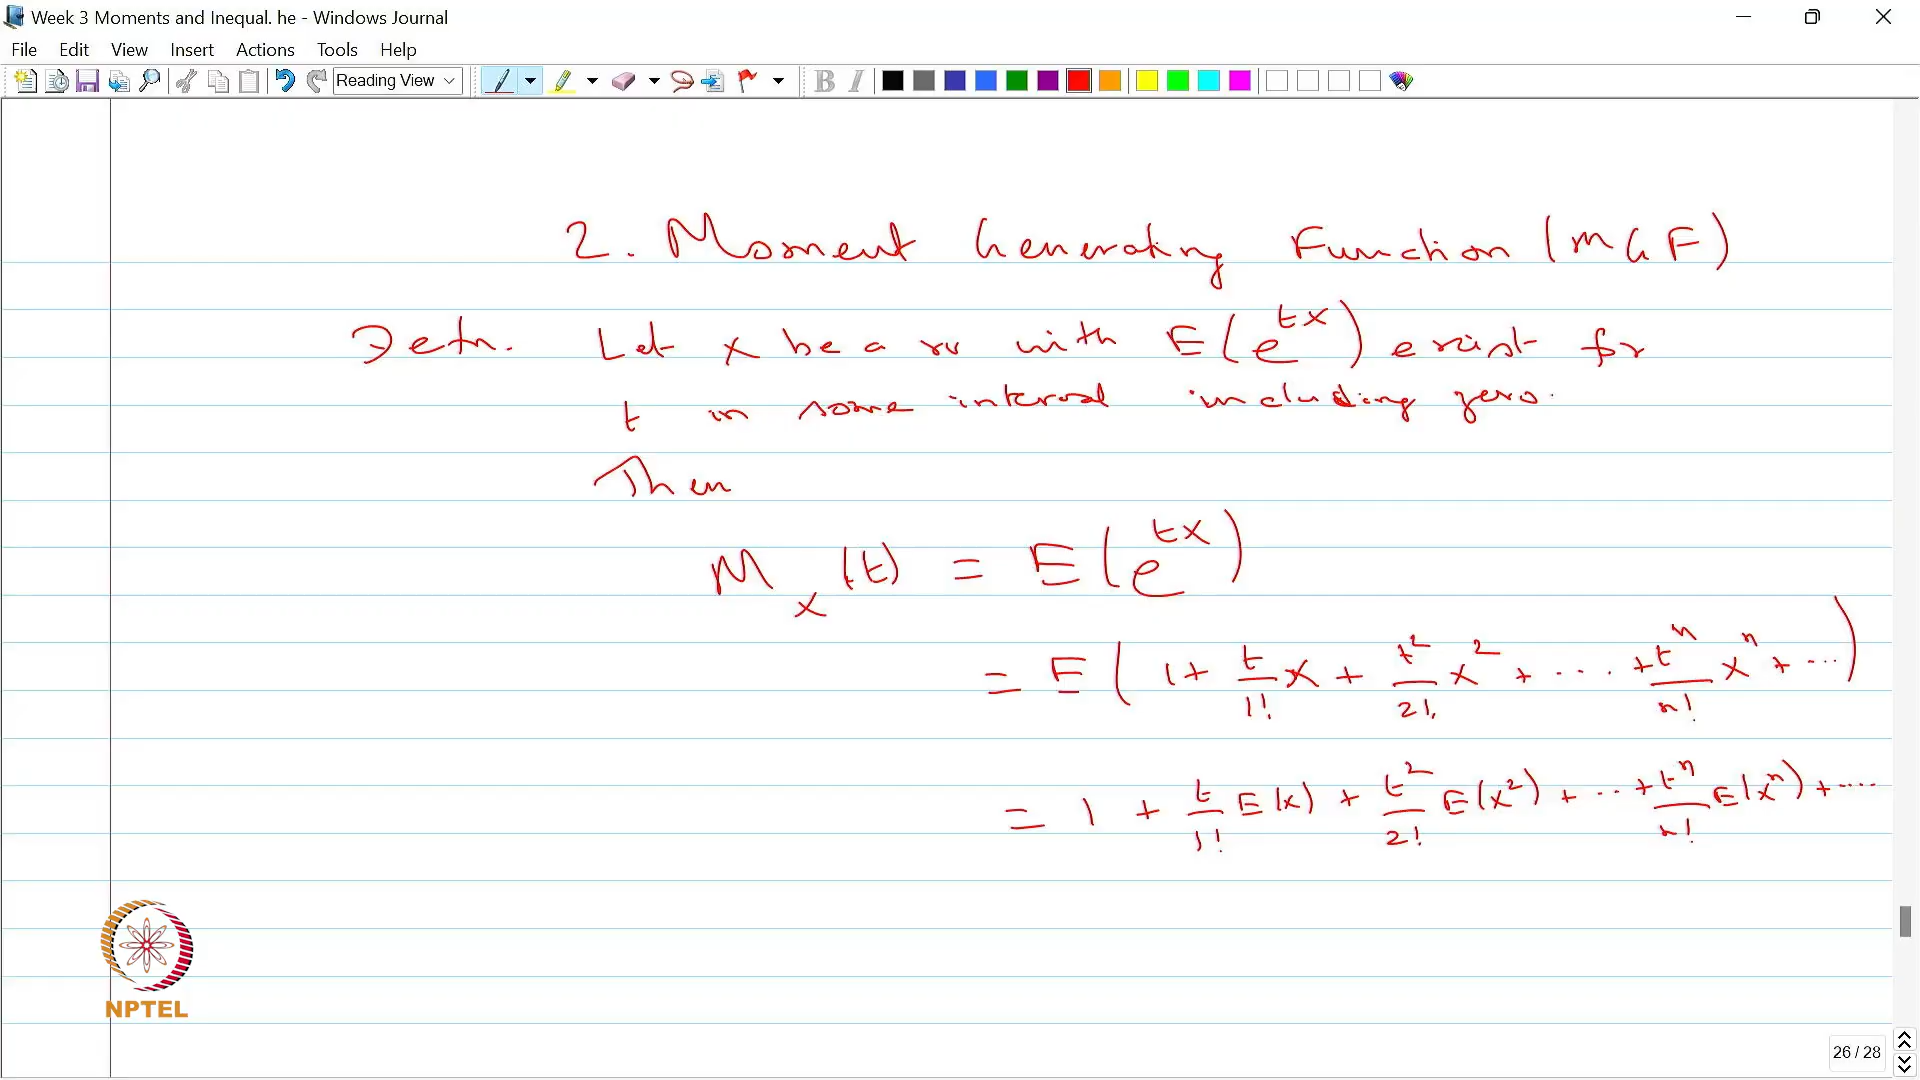 Week 3 Moments and Inequal. he - Windows Journal
File Edit View Insert Actions Tools Help
Reading View
B I
2. Moment Generating Function (MGF)
Defn. Let X be a rv with E(e^{tX}) exist for
t in some interval including zero.
Then
M_X(t) = E(e^{tX})
= E(1 + t/1! X + t^2/2! X^2 + ... + t^n/n! X^n + ...)
= 1 + t/1! E(X) + t^2/2! E(X^2) + ... + t^n/n! E(X^n) + ....
NPTEL
26 / 28